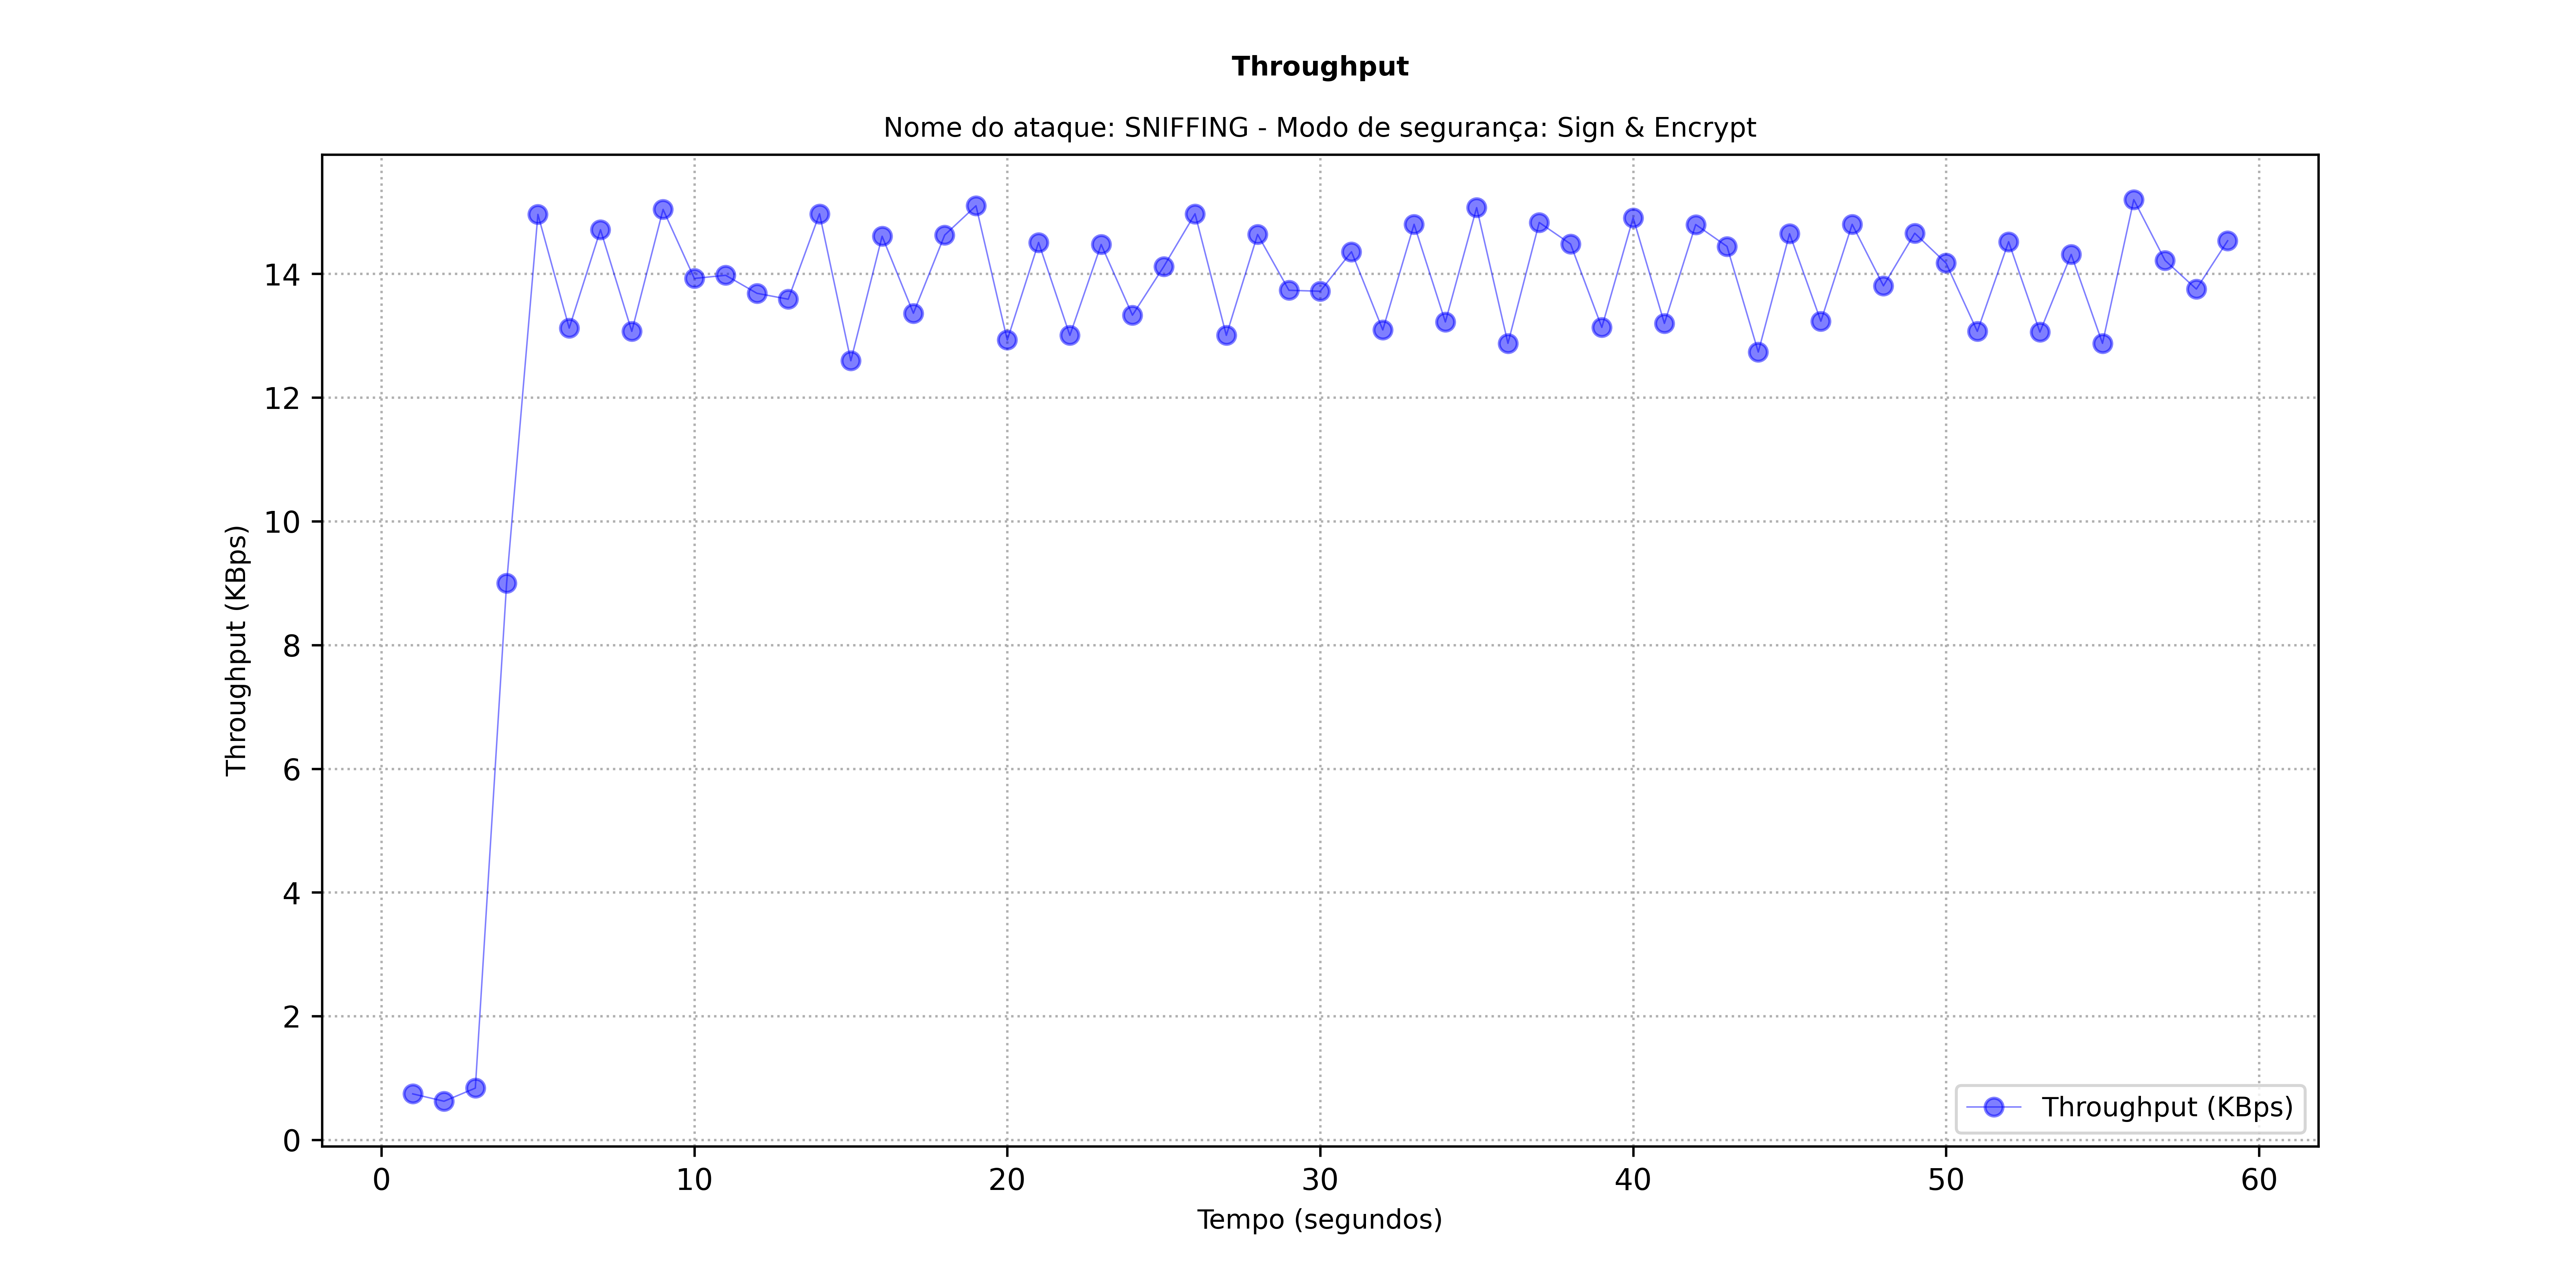 Throughput
Nome do ataque: SNIFFING - Modo de segurança: Sign & Encrypt
Throughput (KBps)
14
12
10
8
6
4
2
0
0 10 20 30 40 50 60
Tempo (segundos)
Throughput (KBps)